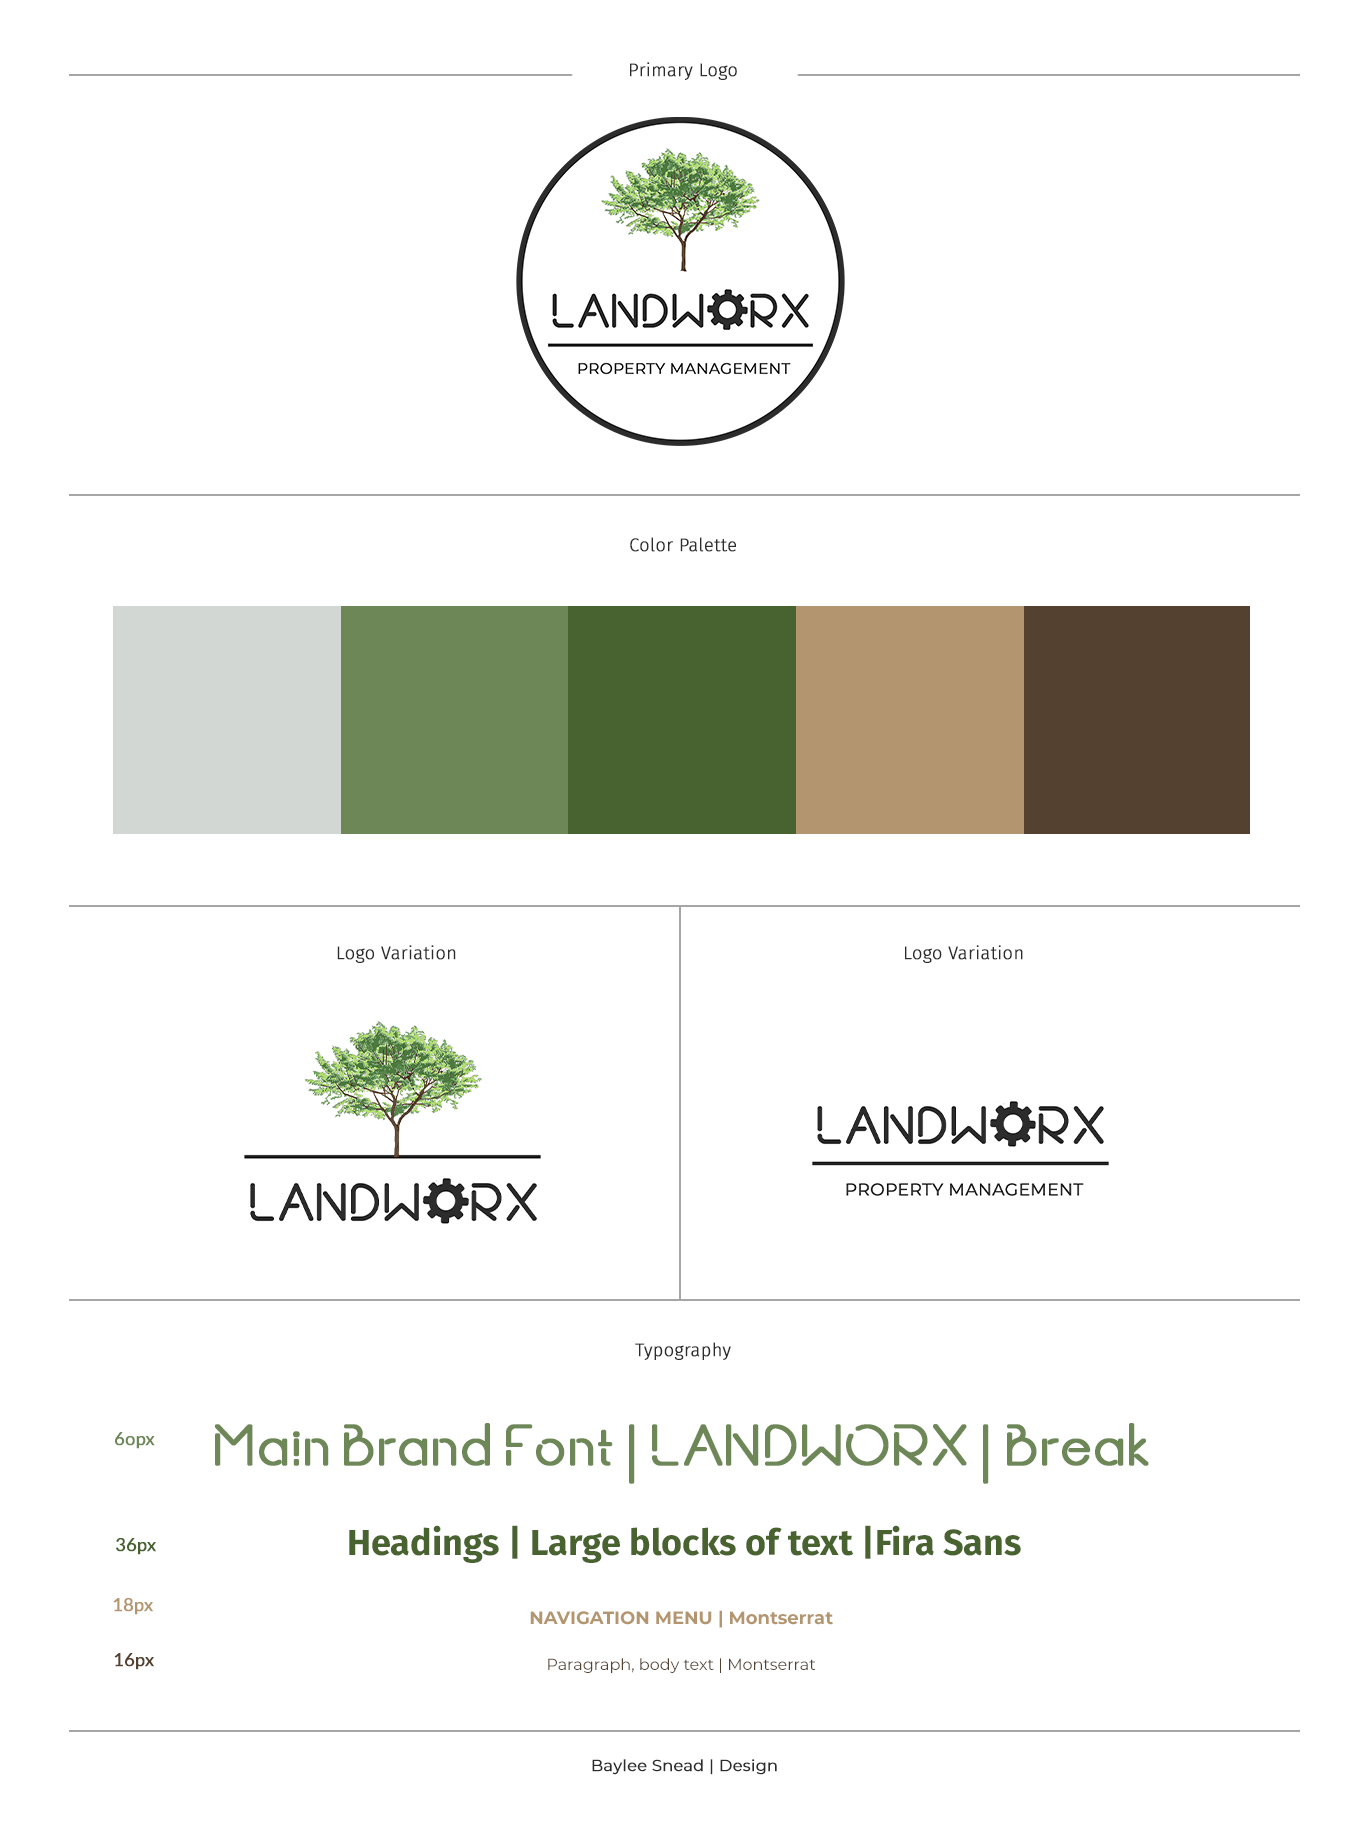 Primary Logo
LANDWORX
PROPERTY MANAGEMENT
Color Palette
Logo Variation
LANDWORX
Logo Variation
LANDWORX
PROPERTY MANAGEMENT
Typography
60px Main Brand Font | LANDWORX | Break
36px Headings | Large blocks of text |Fira Sans
18px NAVIGATION MENU | Montserrat
16px Paragraph, body text | Montserrat
Baylee Snead | Design